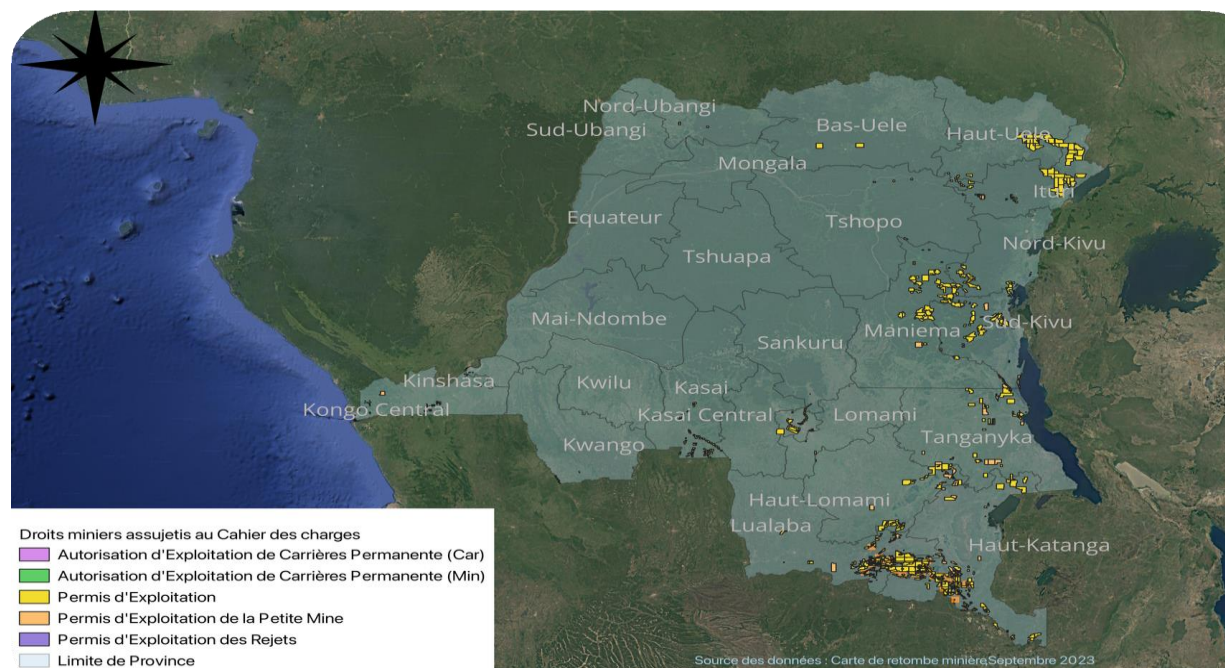 Nord-Ubangi
Sud-Ubangi
Bas-Uele
Haut-Uele
Mongala
Ituri
Equateur
Tshopo
Tshuapa
Nord-Kivu
Mai-Ndombe
Sankuru
Maniema
Sud-Kivu
Kinshasa
Kwilu
Kasai
Kongo Central
Kasai Central
Lomami
Kwango
Tanganyka
Haut-Lomami
Lualaba
Haut-Katanga
Droits miniers assujetis au Cahier des charges
Autorisation d'Exploitation de Carrières Permanente (Car)
Autorisation d'Exploitation de Carrières Permanente (Min)
Permis d'Exploitation
Permis d'Exploitation de la Petite Mine
Permis d'Exploitation des Rejets
Limite de Province
Source des données : Carte de retombe minière,Septembre 2023